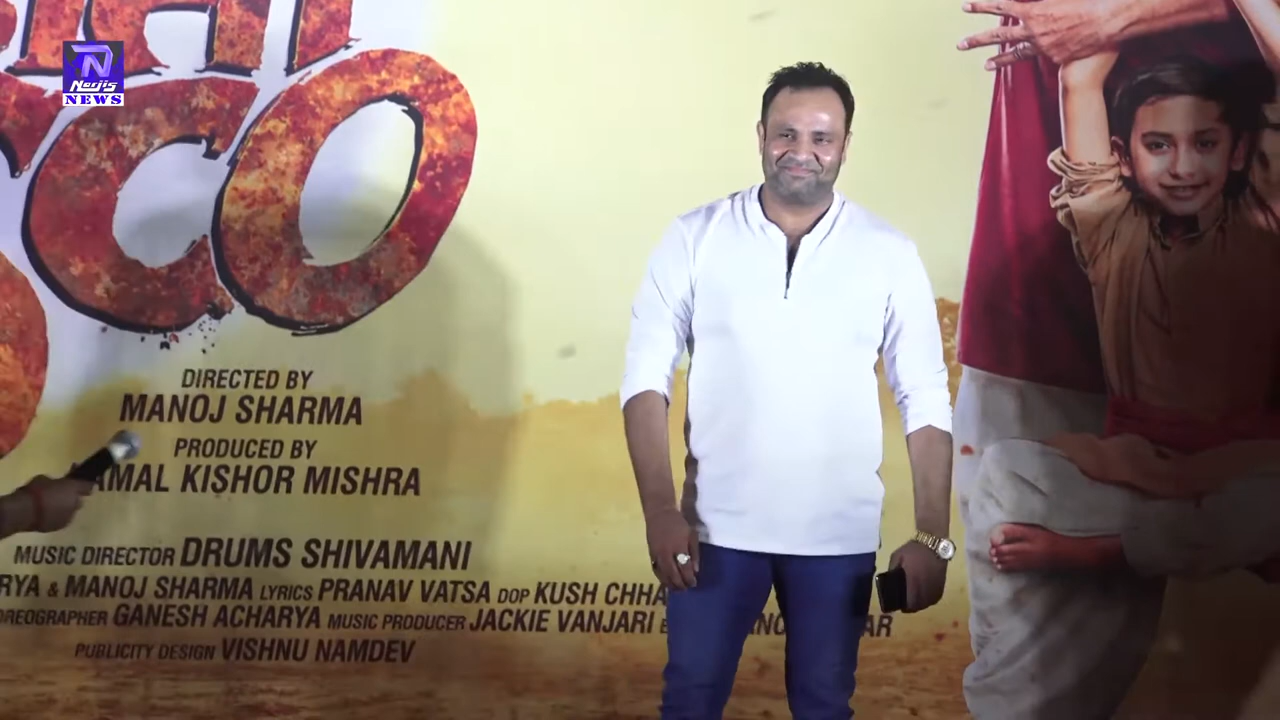 Nerjis
NEWS
CO
DIRECTED BY
MANOJ SHARMA
PRODUCED BY
AMAL KISHOR MISHRA
MUSIC DIRECTOR DRUMS SHIVAMANI
RYA & MANOJ SHARMA LYRICS PRANAV VATSA DOP KUSH CHHA
OREOGRAPHER GANESH ACHARYA MUSIC PRODUCER JACKIE VANJARI
PUBLICITY DESIGN VISHNU NAMDEV